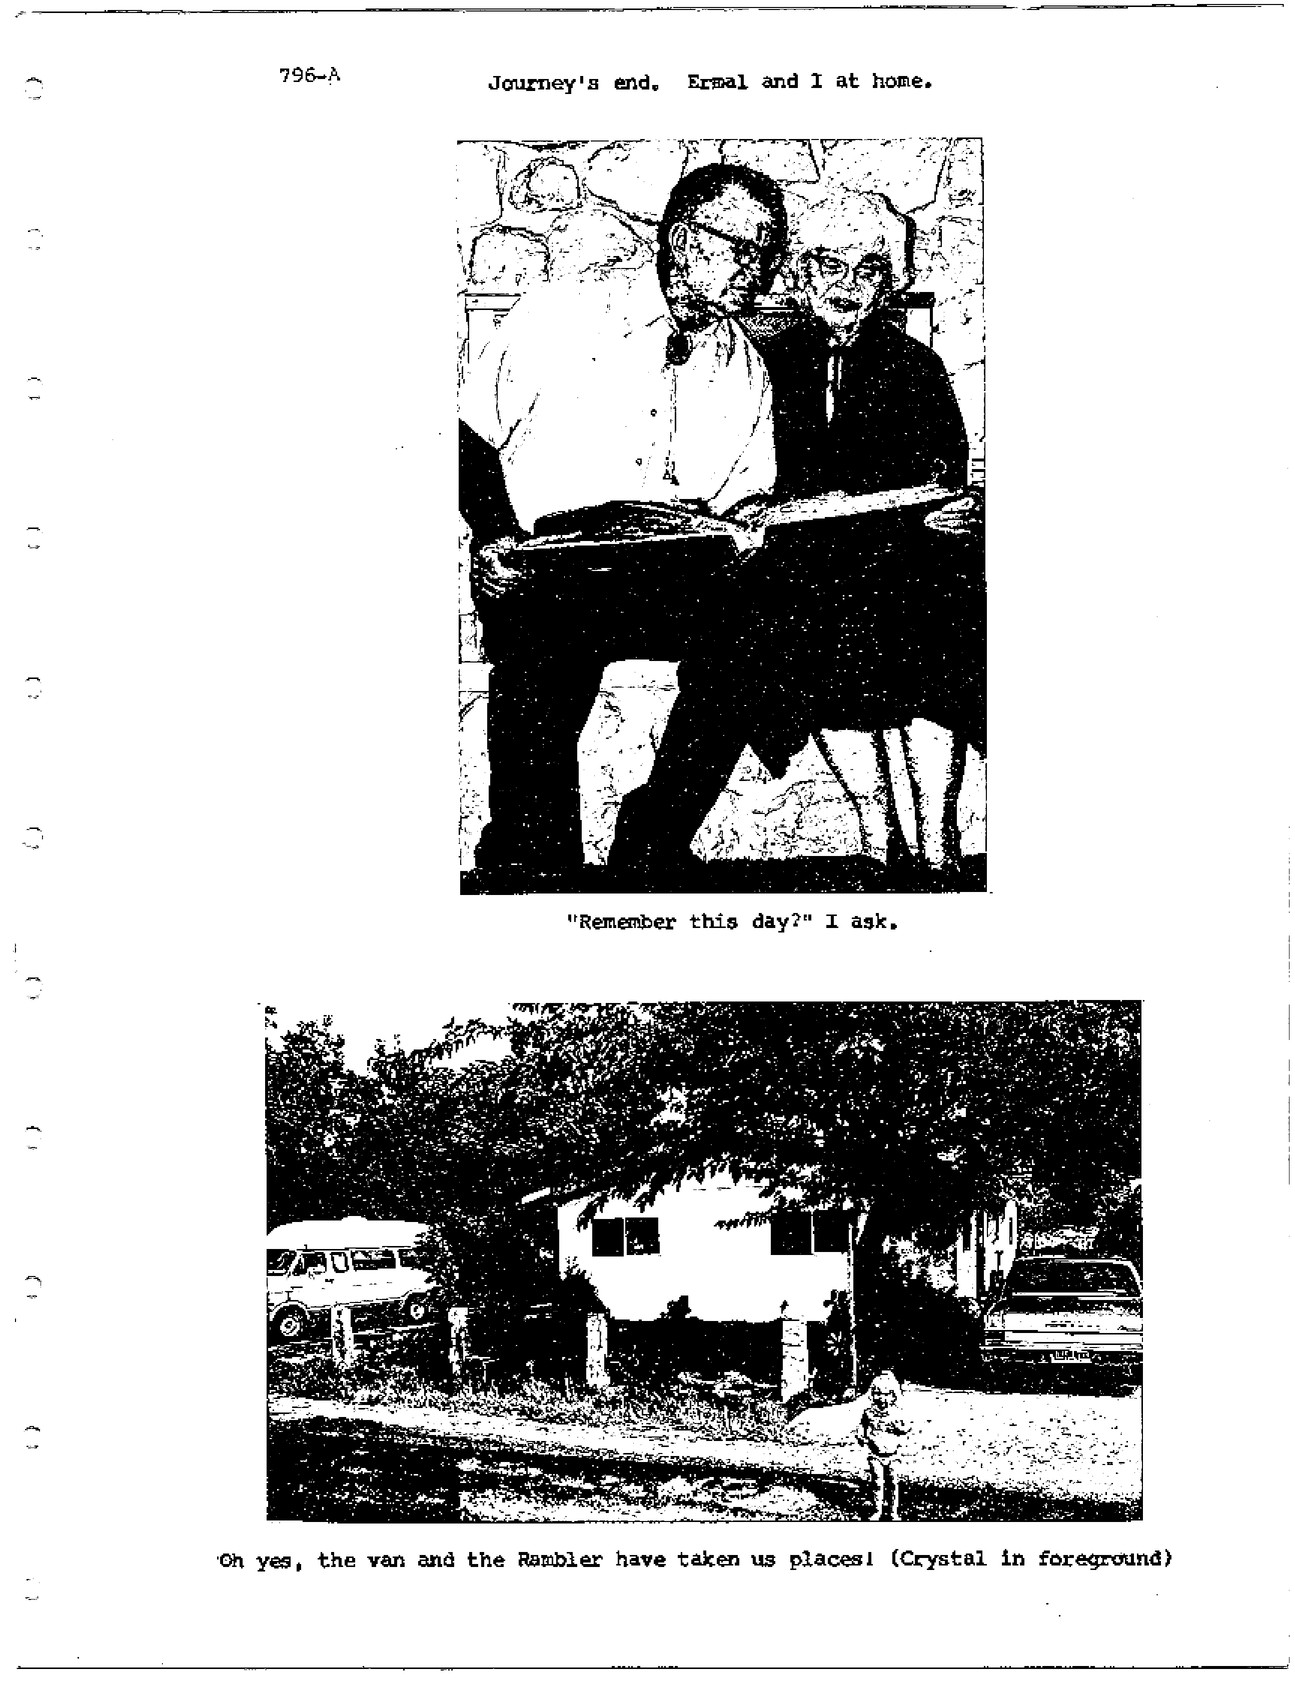 796-A
Journey's end. Ermal and I at home.
"Remember this day?" I ask.
Oh yes, the van and the Rambler have taken us places! (Crystal in foreground)